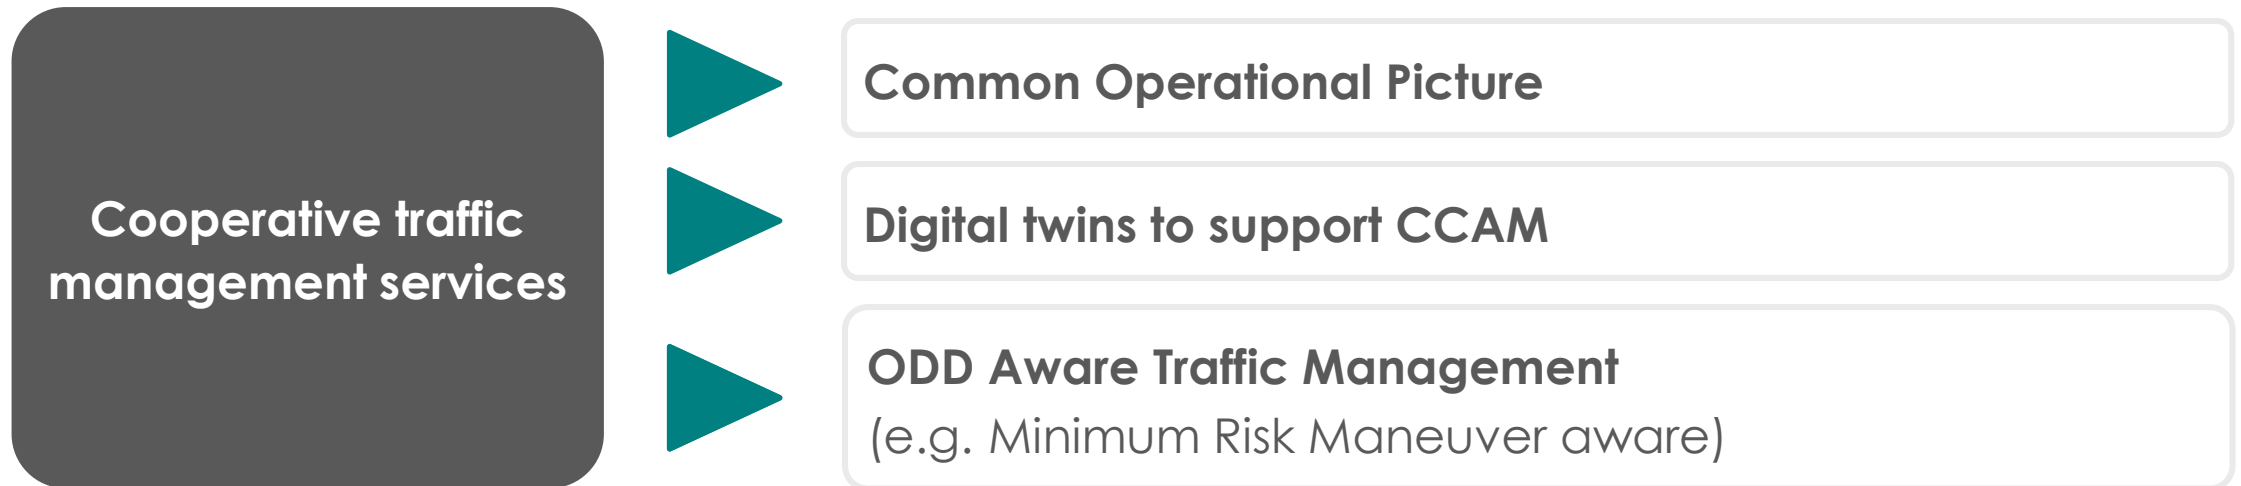 Cooperative traffic
management services
Common Operational Picture
Digital twins to support CCAM
ODD Aware Traffic Management
(e.g. Minimum Risk Maneuver aware)